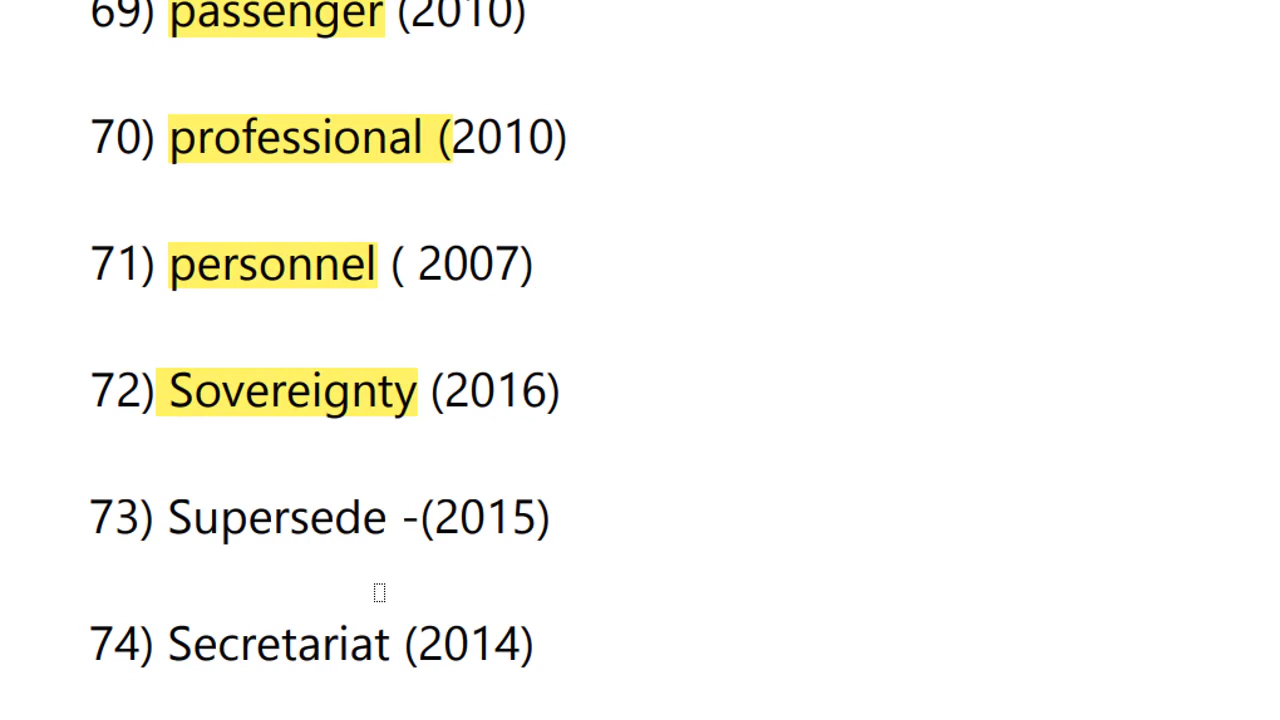 69) passenger (2010)
70) professional (2010)
71) personnel ( 2007)
72) Sovereignty (2016)
73) Supersede -(2015)
74) Secretariat (2014)